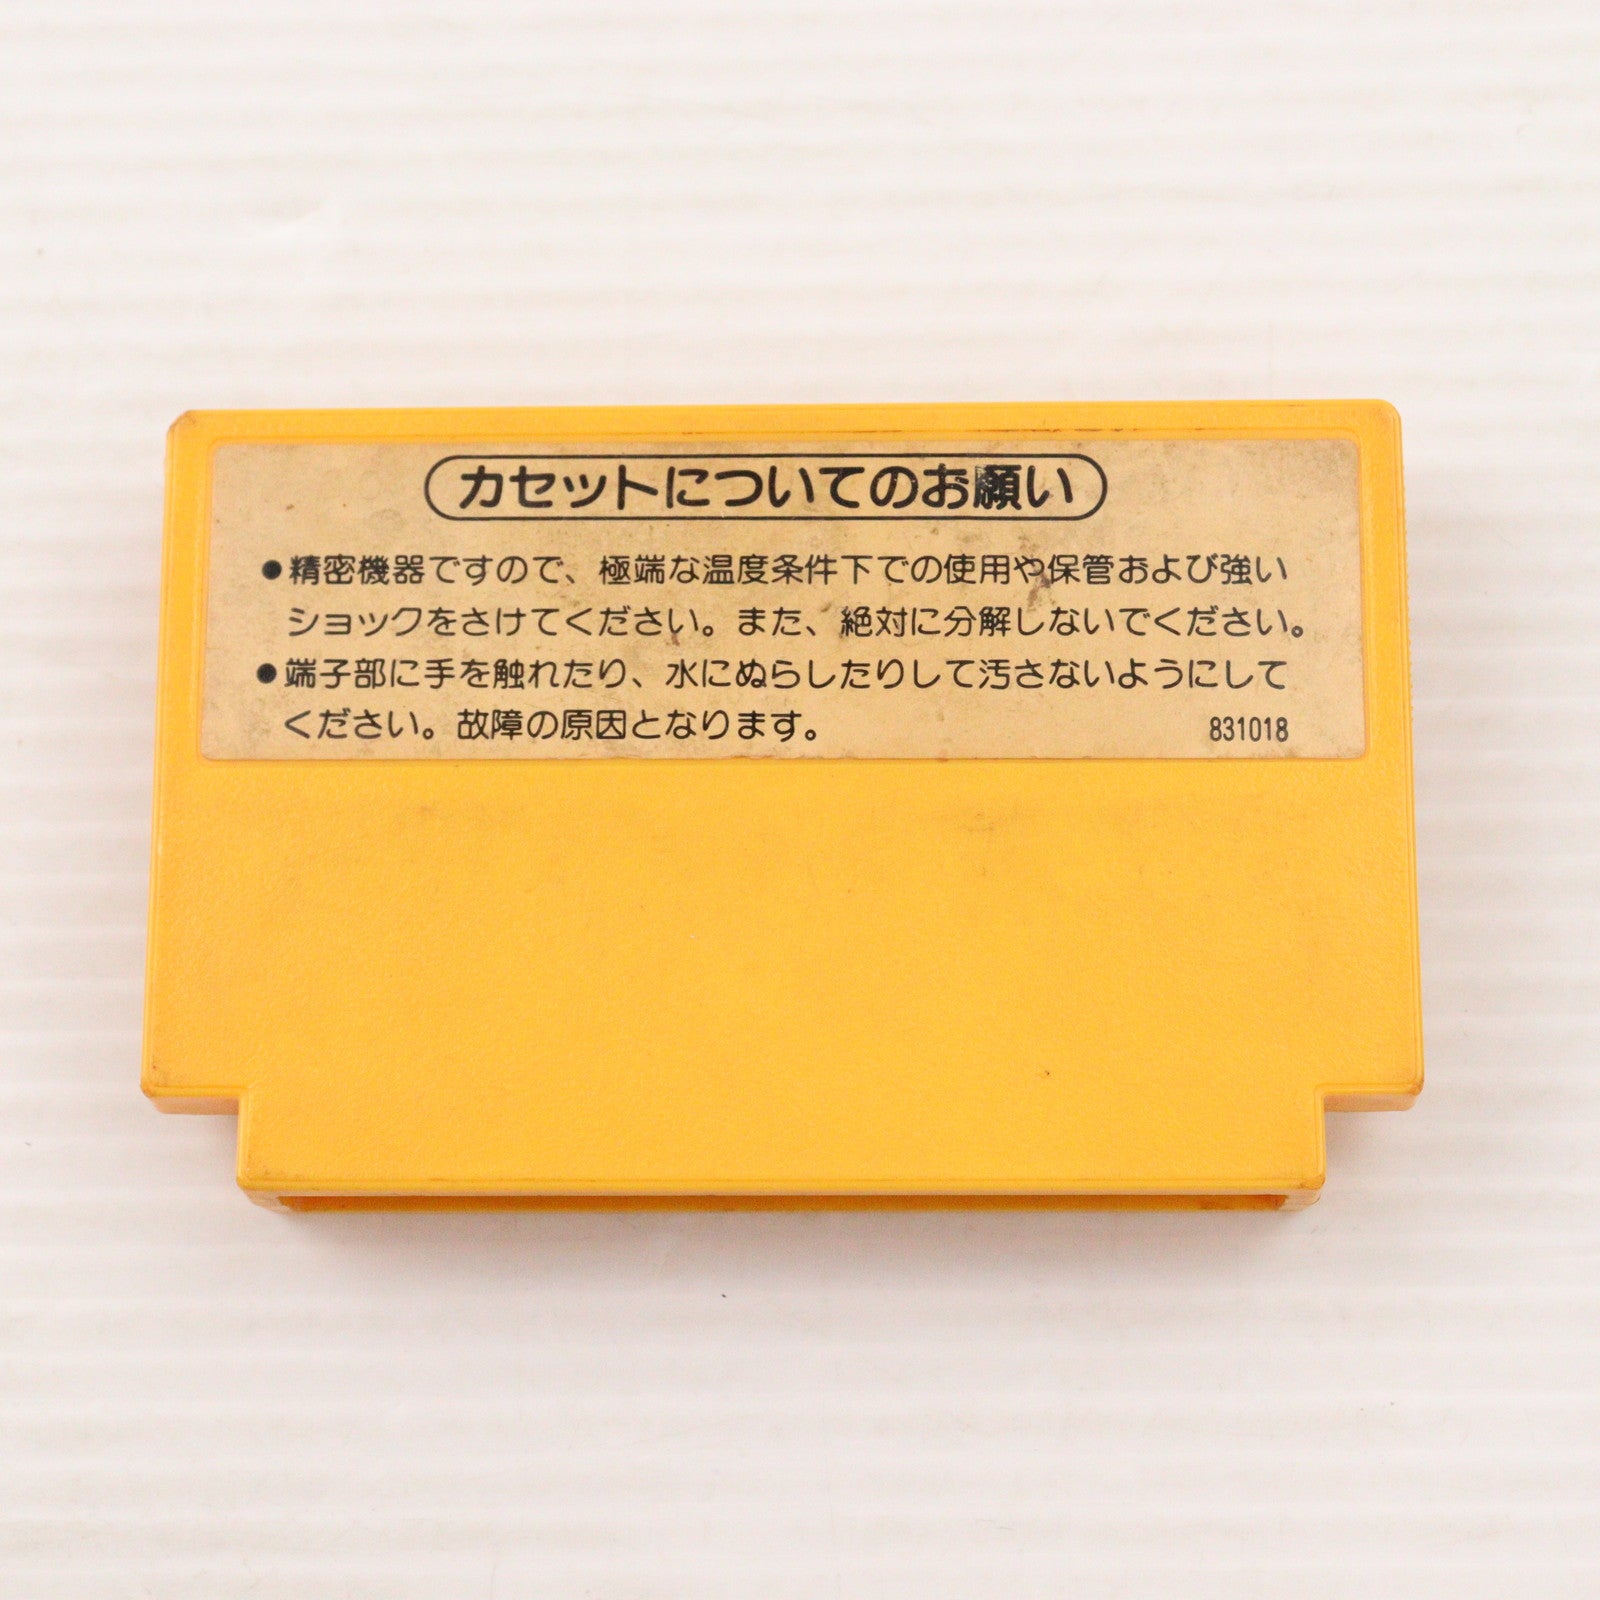 カセットについてのお願い
●精密機器ですので、極端な温度条件下での使用や保管および強い
ショックをさけてください。また、絶対に分解しないでください。
●端子部に手を触れたり、水にぬらしたりして汚さないようにして
ください。故障の原因となります。 831018